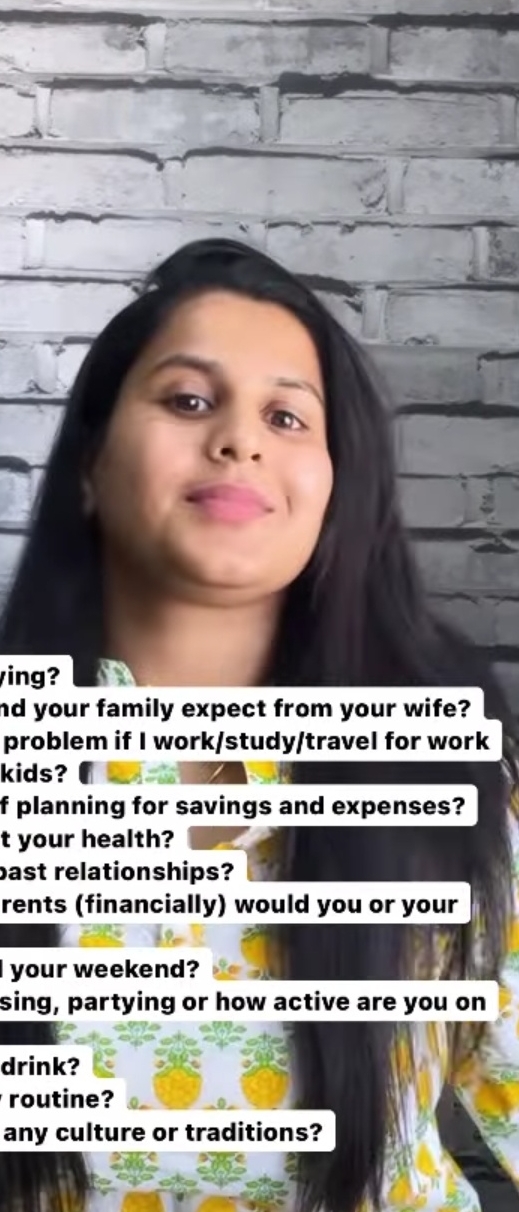 ying?
nd your family expect from your wife?
problem if I work/study/travel for work
kids?
f planning for savings and expenses?
t your health?
past relationships?
rents (financially) would you or your
l your weekend?
sing, partying or how active are you on
drink?
y routine?
any culture or traditions?